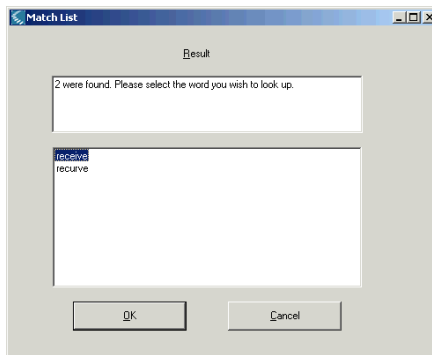 Match List
Result
2 were found. Please select the word you wish to look up.
receive
recurve
OK
Cancel